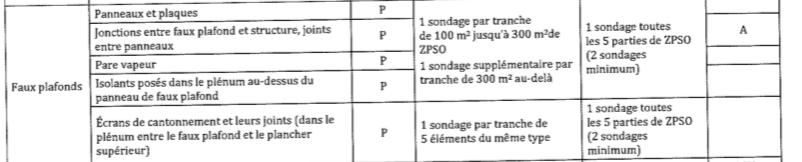 Faux plafonds
Panneaux et plaques
P
Jonctions entre faux plafond et structure, joints
entre panneaux
P
Pare vapeur
P
Isolants posés dans le plénum au-dessus du
panneau de faux plafond
P
1 sondage par tranche
de 100 m² jusqu'à 300 m²de
ZPSO
1 sondage supplémentaire par
tranche de 300 m² au-delà
1 sondage toutes
les 5 parties de ZPSO
(2 sondages
minimum)
A
Écrans de cantonnement et leurs joints (dans le
plénum entre le faux plafond et le plancher
supérieur)
P
1 sondage par tranche de
5 éléments du même type
1 sondage toutes
les 5 parties de ZPSO
(2 sondages
minimum)